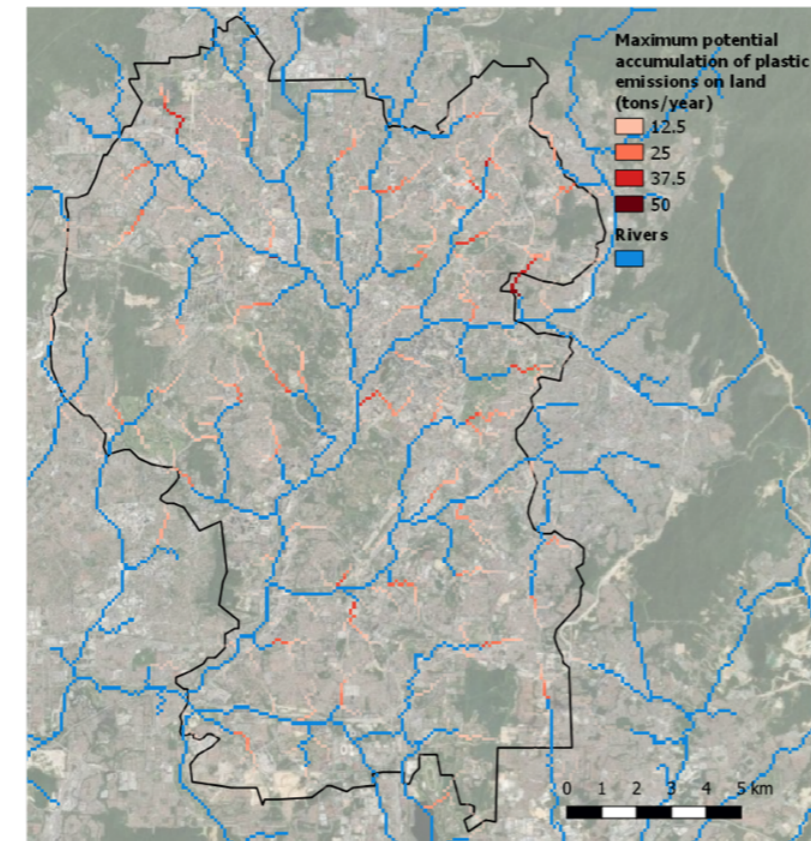 Maximum potential
accumulation of plastic
emissions on land
(tons/year)
12.5
25
37.5
50
Rivers
0 1 2 3 4 5 km